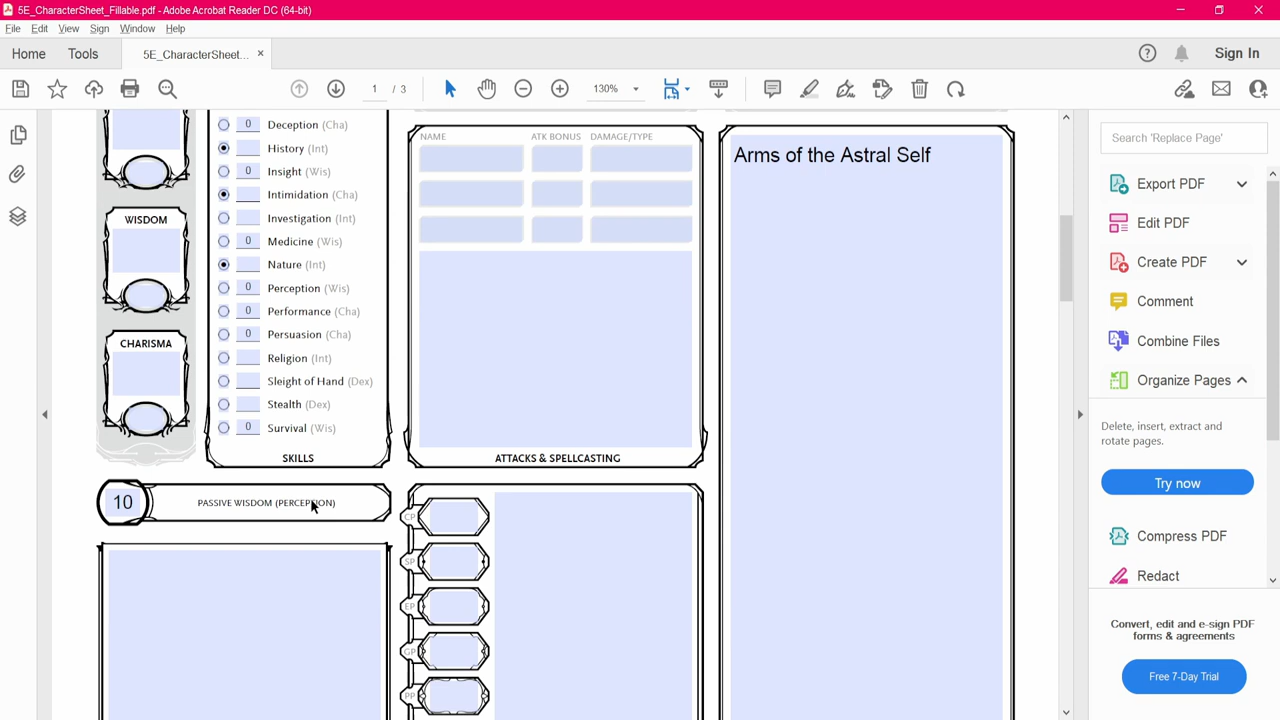 5E_CharacterSheet_Fillable.pdf - Adobe Acrobat Reader DC (64-bit)
File Edit View Sign Window Help
Home Tools 5E_CharacterSheet... × Sign In
1 / 3 130%
Deception (Cha) 0
History (Int)
Insight (Wis) 0
Intimidation (Cha)
Investigation (Int)
Medicine (Wis) 0
Nature (Int)
Perception (Wis) 0
Performance (Cha) 0
Persuasion (Cha) 0
Religion (Int)
Sleight of Hand (Dex)
Stealth (Dex)
Survival (Wis) 0
SKILLS
WISDOM
CHARISMA
10 PASSIVE WISDOM (PERCEPTION)
NAME ATK BONUS DAMAGE/TYPE
ATTACKS & SPELLCASTING
CP
SP
EP
GP
PP
Arms of the Astral Self
Search 'Replace Page'
Export PDF
Edit PDF
Create PDF
Comment
Combine Files
Organize Pages
Delete, insert, extract and
rotate pages.
Try now
Compress PDF
Redact
Convert, edit and e-sign PDF
forms & agreements
Free 7-Day Trial